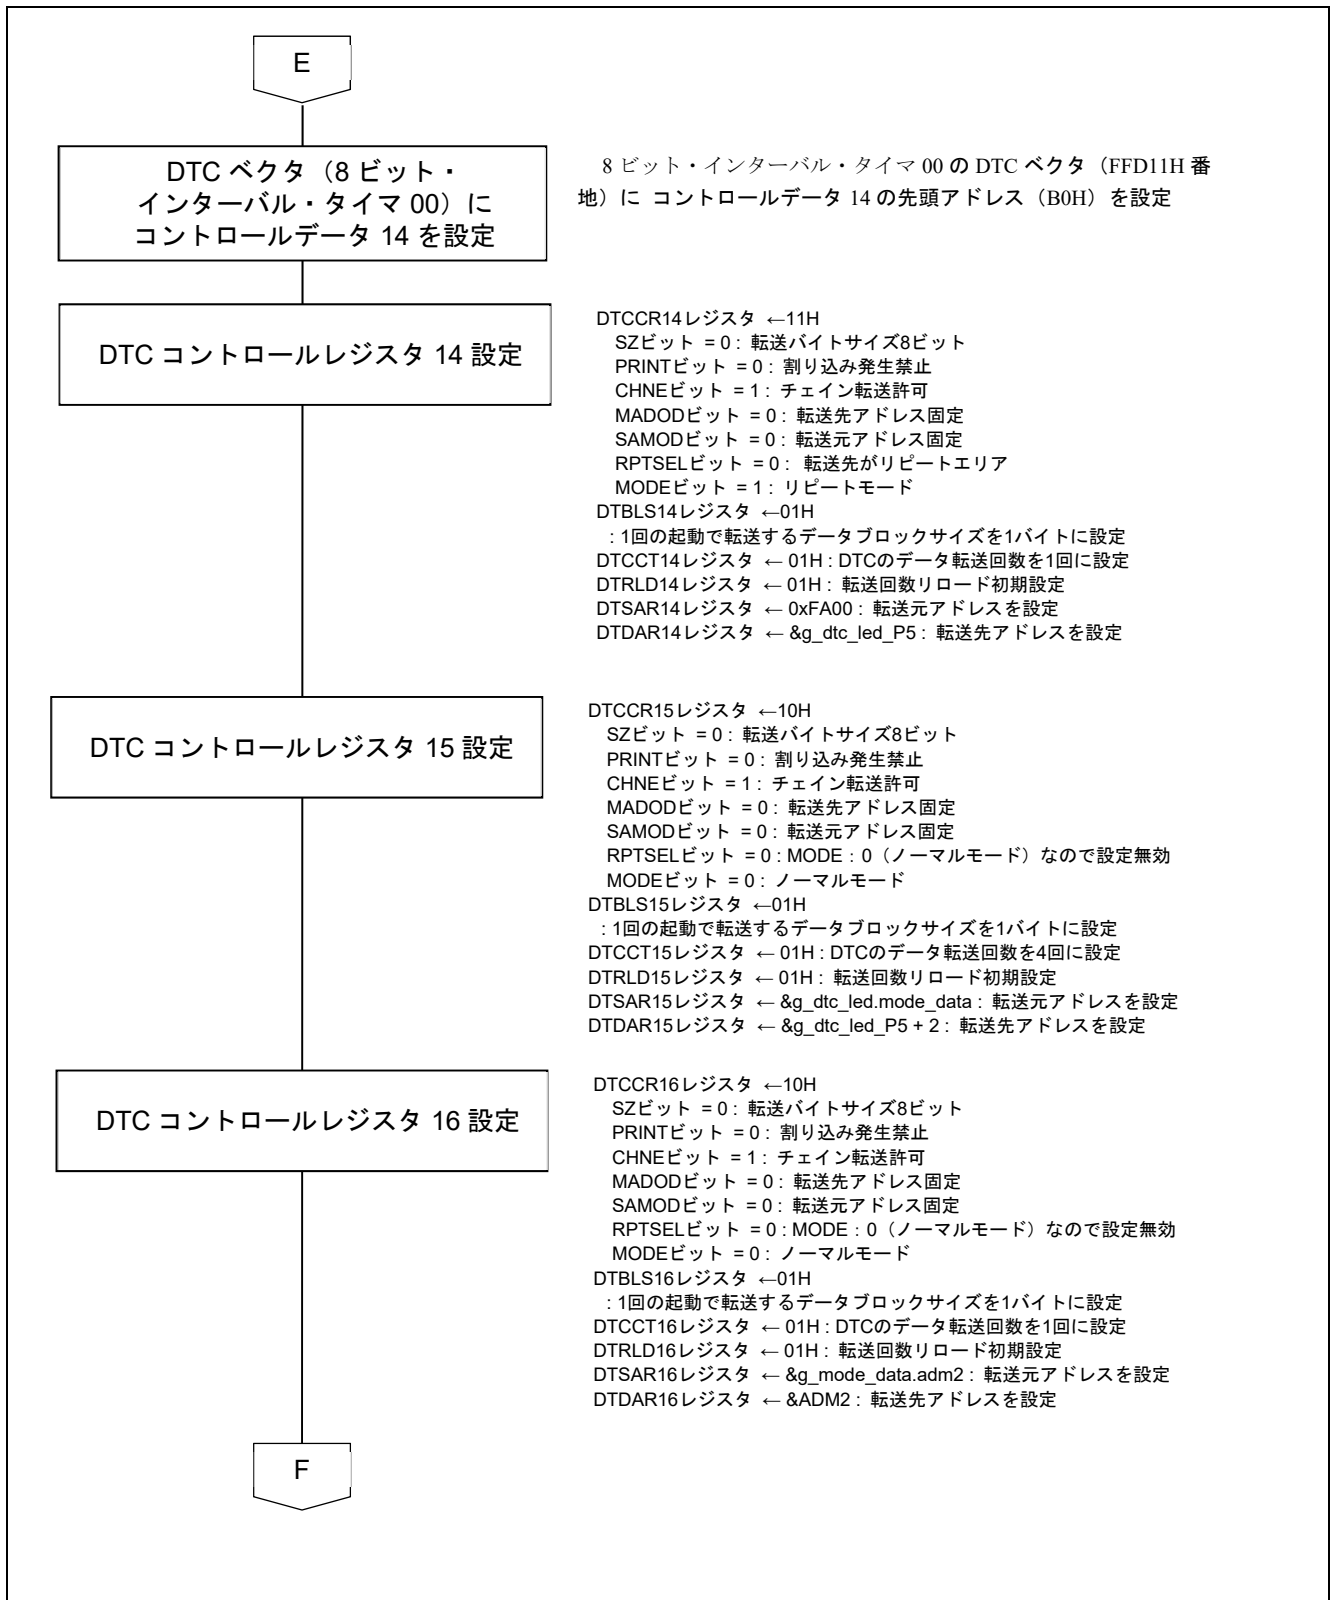 E
DTC ベクタ（8 ビット・
インターバル・タイマ 00）に
コントロールデータ 14 を設定
8 ビット・インターバル・タイマ 00 の DTC ベクタ（FFD11H 番
地）に コントロールデータ 14 の先頭アドレス（B0H）を設定
DTC コントロールレジスタ 14 設定
DTCCR14レジスタ ←11H
SZビット = 0 : 転送バイトサイズ8ビット
PRINTビット = 0 : 割り込み発生禁止
CHNEビット = 1 : チェイン転送許可
MADODビット = 0 : 転送先アドレス固定
SAMODビット = 0 : 転送元アドレス固定
RPTSELビット = 0 : 転送先がリピートエリア
MODEビット = 1 : リピートモード
DTBLS14レジスタ ←01H
: 1回の起動で転送するデータブロックサイズを1バイトに設定
DTCCT14レジスタ ← 01H : DTCのデータ転送回数を1回に設定
DTRLD14レジスタ ← 01H : 転送回数リロード初期設定
DTSAR14レジスタ ← 0xFA00 : 転送元アドレスを設定
DTDAR14レジスタ ← &g_dtc_led_P5 : 転送先アドレスを設定
DTC コントロールレジスタ 15 設定
DTCCR15レジスタ ←10H
SZビット = 0 : 転送バイトサイズ8ビット
PRINTビット = 0 : 割り込み発生禁止
CHNEビット = 1 : チェイン転送許可
MADODビット = 0 : 転送先アドレス固定
SAMODビット = 0 : 転送元アドレス固定
RPTSELビット = 0 : MODE：0（ノーマルモード）なので設定無効
MODEビット = 0 : ノーマルモード
DTBLS15レジスタ ←01H
: 1回の起動で転送するデータブロックサイズを1バイトに設定
DTCCT15レジスタ ← 01H : DTCのデータ転送回数を4回に設定
DTRLD15レジスタ ← 01H : 転送回数リロード初期設定
DTSAR15レジスタ ← &g_dtc_led.mode_data : 転送元アドレスを設定
DTDAR15レジスタ ← &g_dtc_led_P5 + 2 : 転送先アドレスを設定
DTC コントロールレジスタ 16 設定
DTCCR16レジスタ ←10H
SZビット = 0 : 転送バイトサイズ8ビット
PRINTビット = 0 : 割り込み発生禁止
CHNEビット = 1 : チェイン転送許可
MADODビット = 0 : 転送先アドレス固定
SAMODビット = 0 : 転送元アドレス固定
RPTSELビット = 0 : MODE：0（ノーマルモード）なので設定無効
MODEビット = 0 : ノーマルモード
DTBLS16レジスタ ←01H
: 1回の起動で転送するデータブロックサイズを1バイトに設定
DTCCT16レジスタ ← 01H : DTCのデータ転送回数を1回に設定
DTRLD16レジスタ ← 01H : 転送回数リロード初期設定
DTSAR16レジスタ ← &g_mode_data.adm2 : 転送元アドレスを設定
DTDAR16レジスタ ← &ADM2 : 転送先アドレスを設定
F